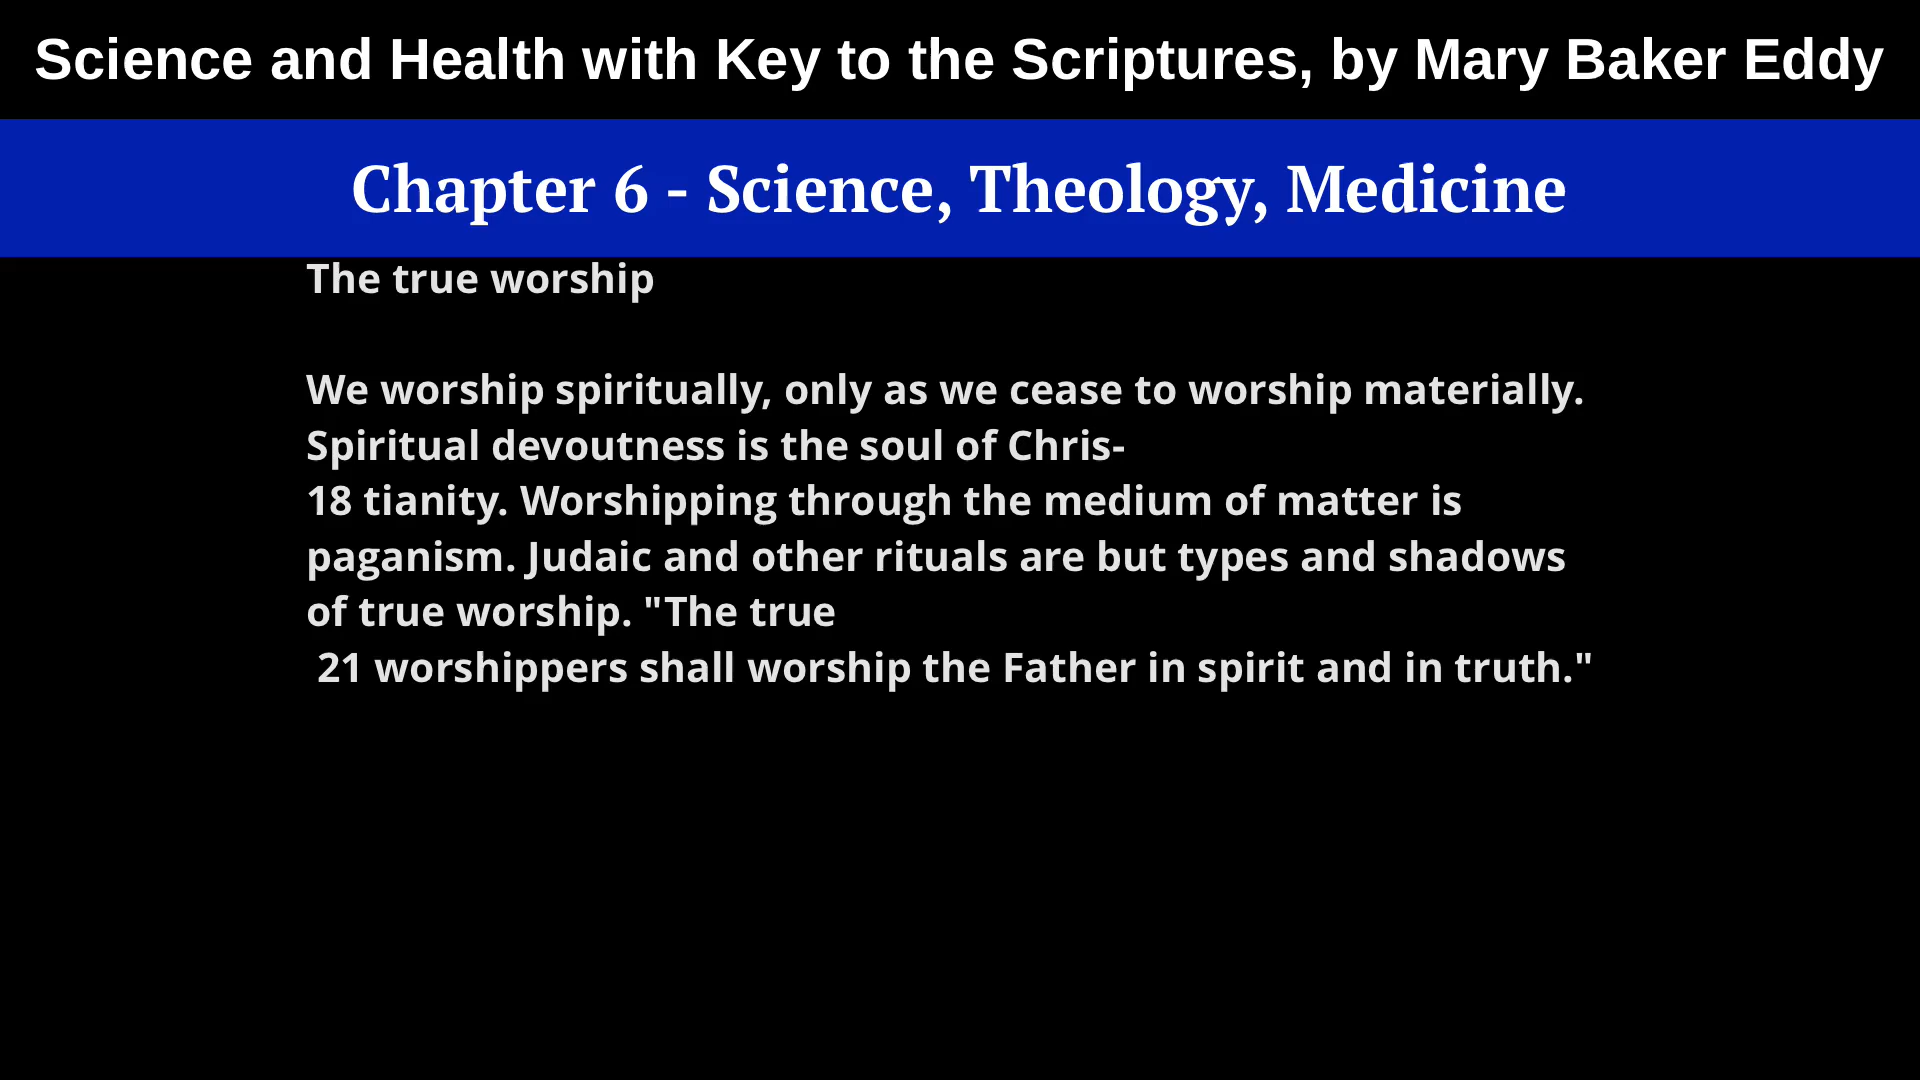 Science and Health with Key to the Scriptures, by Mary Baker Eddy
Chapter 6 - Science, Theology, Medicine
The true worship
We worship spiritually, only as we cease to worship materially.
Spiritual devoutness is the soul of Chris-
18 tianity. Worshipping through the medium of matter is
paganism. Judaic and other rituals are but types and shadows
of true worship. "The true
21 worshippers shall worship the Father in spirit and in truth."